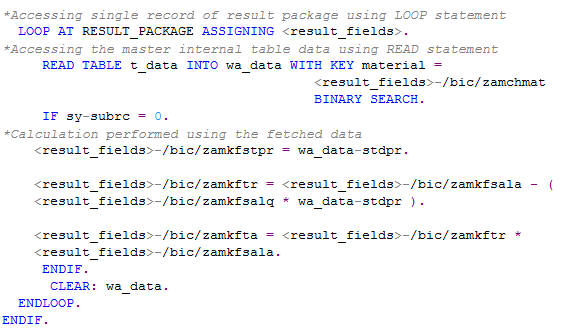 *Accessing single record of result package using LOOP statement
LOOP AT RESULT_PACKAGE ASSIGNING <result_fields>.
*Accessing the master internal table data using READ statement
READ TABLE t_data INTO wa_data WITH KEY material =
<result_fields>-/bic/zamchmat
BINARY SEARCH.
IF sy-subrc = 0.
*Calculation performed using the fetched data
<result_fields>-/bic/zamkfstpr = wa_data-stdpr.
<result_fields>-/bic/zamkftr = <result_fields>-/bic/zamkfsala - (
<result_fields>-/bic/zamkfsalq * wa_data-stdpr ).
<result_fields>-/bic/zamkfta = <result_fields>-/bic/zamkftr *
<result_fields>-/bic/zamkfsala.
ENDIF.
CLEAR: wa_data.
ENDLOOP.
ENDIF.